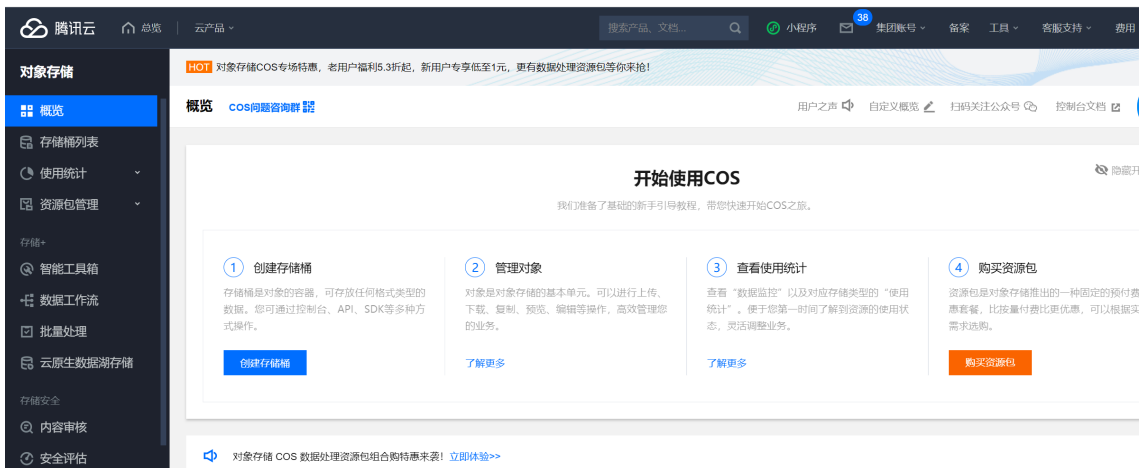 腾讯云
总览
云产品
搜索产品、文档...
小程序
38
集团账号
备案
工具
客服支持
费用
对象存储
HOT 对象存储COS专场特惠，老用户福利5.3折起，新用户专享低至1元，更有数据处理资源包等你来抢！
概览
概览
COS问题咨询群
用户之声
自定义概览
扫码关注公众号
控制台文档
存储桶列表
使用统计
资源包管理
存储+
智能工具箱
数据工作流
批量处理
云原生数据湖存储
存储安全
内容审核
安全评估
开始使用COS
隐藏开
我们准备了基础的新手引导教程，带您快速开始COS之旅。
1 创建存储桶
存储桶是对象的容器，可存放任何格式类型的
数据。您可通过控制台、API、SDK等多种方
式操作。
创建存储桶
2 管理对象
对象是对象存储的基本单元。可以进行上传、
下载、复制、预览、编辑等操作，高效管理您
的业务。
了解更多
3 查看使用统计
查看“数据监控”以及对应存储类型的“使用
统计”。便于您第一时间了解到资源的使用状
态，灵活调整业务。
了解更多
4 购买资源包
资源包是对象存储推出的一种固定的预付费
惠套餐，比按量付费比更优惠，可以根据实
需求选购。
购买资源包
对象存储 COS 数据处理资源包组合购特惠来袭！立即体验>>